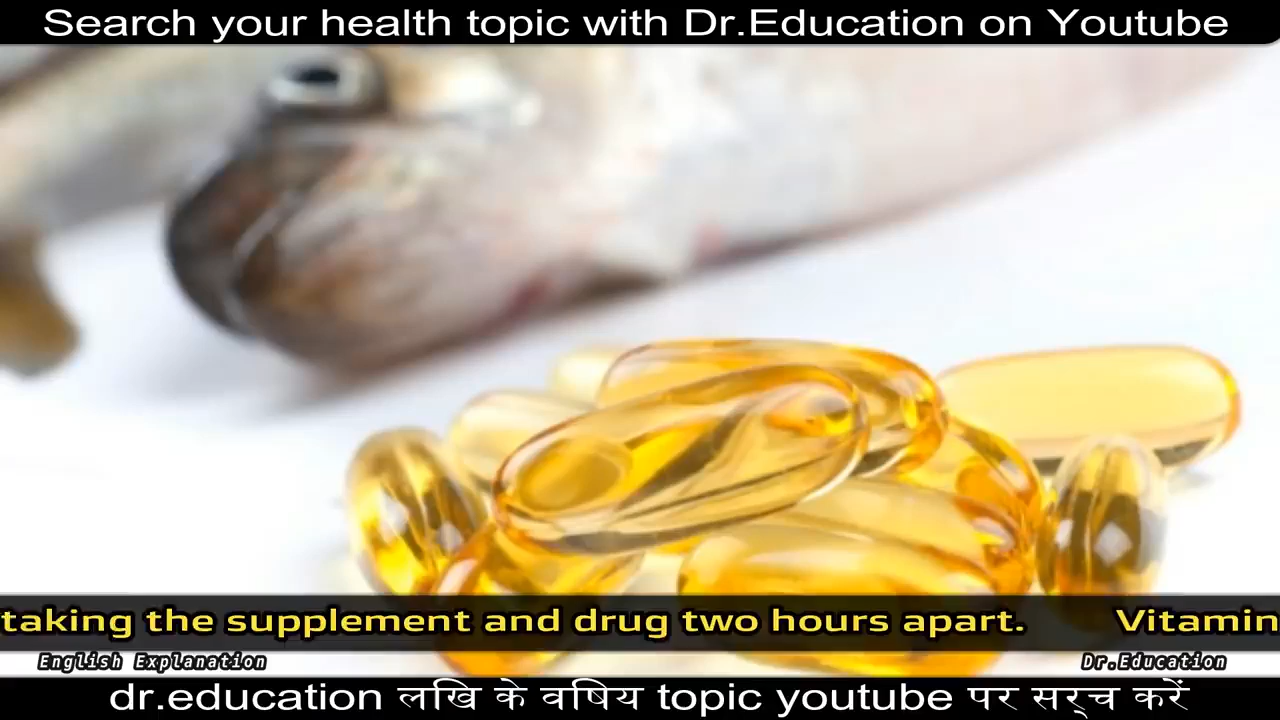 Search your health topic with Dr.Education on Youtube
taking the supplement and drug two hours apart. Vitamin
English Explanation
Dr.Education
dr.education लखि के वषिय topic youtube पर सर्च करें